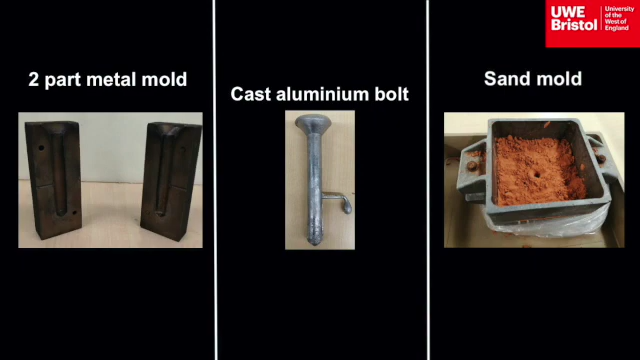 UWE
Bristol
University
of the
West of
England
2 part metal mold
Cast aluminium bolt
Sand mold